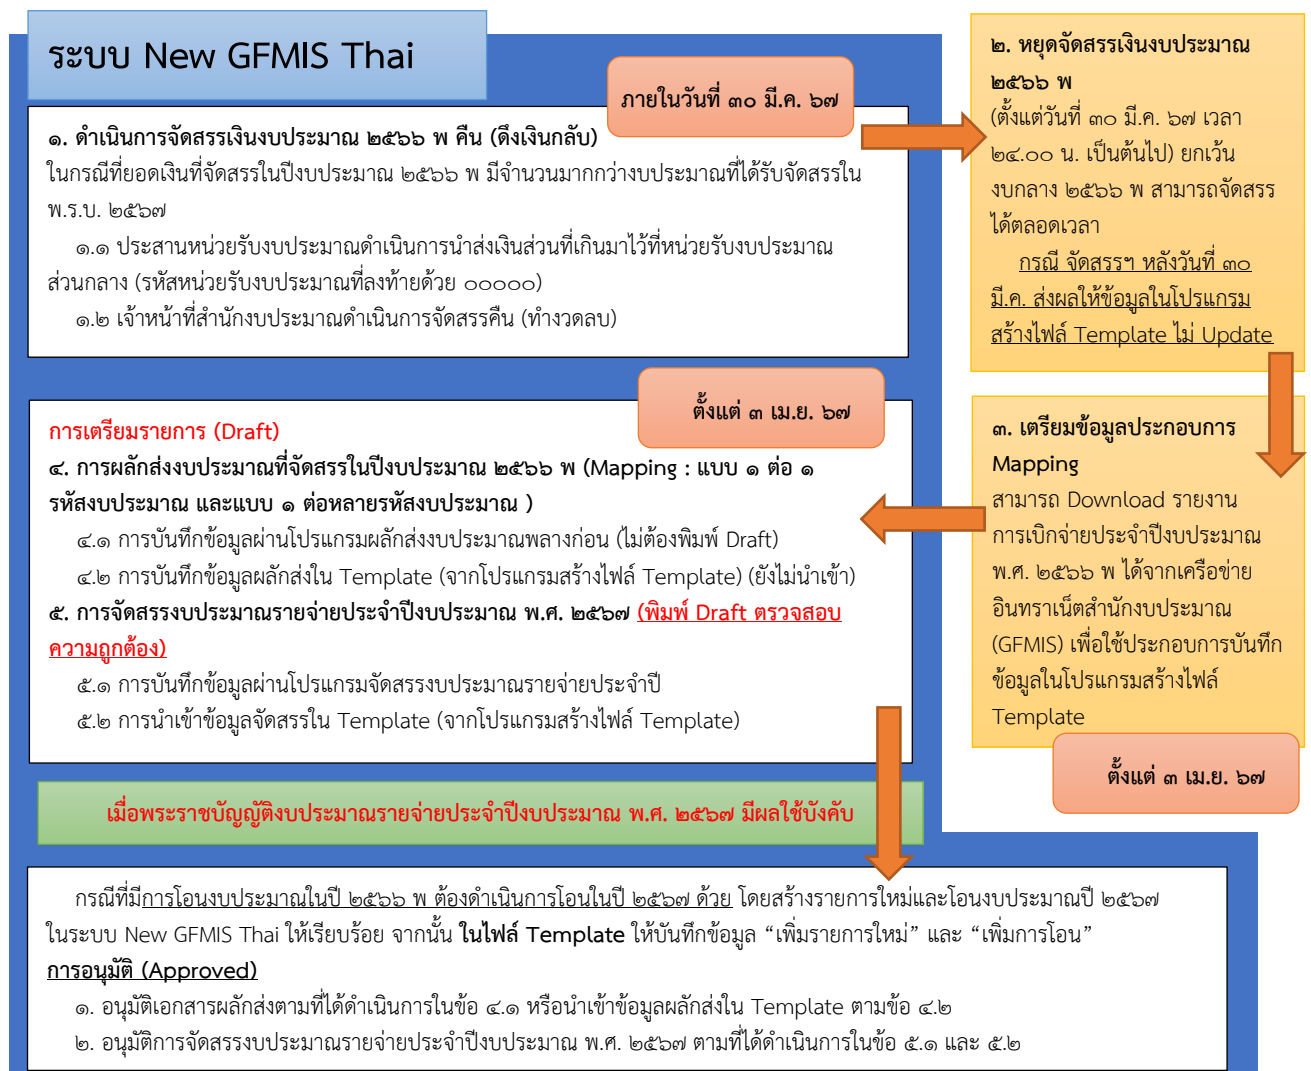 ระบบ New GFMIS Thai
ภายในวันที่ ๓๐ มี.ค. ๖๗
๑. ดำเนินการจัดสรรเงินงบประมาณ ๒๕๖๖ พ คืน (ดึงเงินกลับ)
ในกรณีที่ยอดเงินที่จัดสรรในปีงบประมาณ ๒๕๖๖ พ มีจำนวนมากกว่างบประมาณที่ได้รับจัดสรรใน
พ.ร.บ. ๒๕๖๗
๑.๑ ประสานหน่วยรับงบประมาณดำเนินการนำส่งเงินส่วนที่เกินมาไว้ที่หน่วยรับงบประมาณ
ส่วนกลาง (รหัสหน่วยรับงบประมาณที่ลงท้ายด้วย ๐๐๐๐๐)
๑.๒ เจ้าหน้าที่สำนักงบประมาณดำเนินการจัดสรรคืน (ทำงวดลบ)
๒. หยุดจัดสรรเงินงบประมาณ
๒๕๖๖ พ
(ตั้งแต่วันที่ ๓๐ มี.ค. ๖๗ เวลา
๒๔.๐๐ น. เป็นต้นไป) ยกเว้น
งบกลาง ๒๕๖๖ พ สามารถจัดสรร
ได้ตลอดเวลา
กรณี จัดสรรฯ หลังวันที่ ๓๐
มี.ค. ส่งผลให้ข้อมูลในโปรแกรม
สร้างไฟล์ Template ไม่ Update
๓. เตรียมข้อมูลประกอบการ
Mapping
สามารถ Download รายงาน
การเบิกจ่ายประจำปีงบประมาณ
พ.ศ. ๒๕๖๖ พ ได้จากเครือข่าย
อินทราเน็ตสำนักงบประมาณ
(GFMIS) เพื่อใช้ประกอบการบันทึก
ข้อมูลในโปรแกรมสร้างไฟล์
Template
ตั้งแต่ ๓ เม.ย. ๖๗
ตั้งแต่ ๓ เม.ย. ๖๗
การเตรียมรายการ (Draft)
๔. การผลักส่งงบประมาณที่จัดสรรในปีงบประมาณ ๒๕๖๖ พ (Mapping : แบบ ๑ ต่อ ๑
รหัสงบประมาณ และแบบ ๑ ต่อหลายรหัสงบประมาณ )
๔.๑ การบันทึกข้อมูลผ่านโปรแกรมผลักส่งงบประมาณพลางก่อน (ไม่ต้องพิมพ์ Draft)
๔.๒ การบันทึกข้อมูลผลักส่งใน Template (จากโปรแกรมสร้างไฟล์ Template) (ยังไม่นำเข้า)
๕. การจัดสรรงบประมาณรายจ่ายประจำปีงบประมาณ พ.ศ. ๒๕๖๗ (พิมพ์ Draft ตรวจสอบ
ความถูกต้อง)
๕.๑ การบันทึกข้อมูลผ่านโปรแกรมจัดสรรงบประมาณรายจ่ายประจำปี
๕.๒ การนำเข้าข้อมูลจัดสรรใน Template (จากโปรแกรมสร้างไฟล์ Template)
เมื่อพระราชบัญญัติงบประมาณรายจ่ายประจำปีงบประมาณ พ.ศ. ๒๕๖๗ มีผลใช้บังคับ
กรณีที่มีการโอนงบประมาณในปี ๒๕๖๖ พ ต้องดำเนินการโอนในปี ๒๕๖๗ ด้วย โดยสร้างรายการใหม่และโอนงบประมาณปี ๒๕๖๗
ในระบบ New GFMIS Thai ให้เรียบร้อย จากนั้น ในไฟล์ Template ให้บันทึกข้อมูล “เพิ่มรายการใหม่” และ “เพิ่มการโอน”
การอนุมัติ (Approved)
๑. อนุมัติเอกสารผลักส่งตามที่ได้ดำเนินการในข้อ ๔.๑ หรือนำเข้าข้อมูลผลักส่งใน Template ตามข้อ ๔.๒
๒. อนุมัติการจัดสรรงบประมาณรายจ่ายประจำปีงบประมาณ พ.ศ. ๒๕๖๗ ตามที่ได้ดำเนินการในข้อ ๕.๑ และ ๕.๒